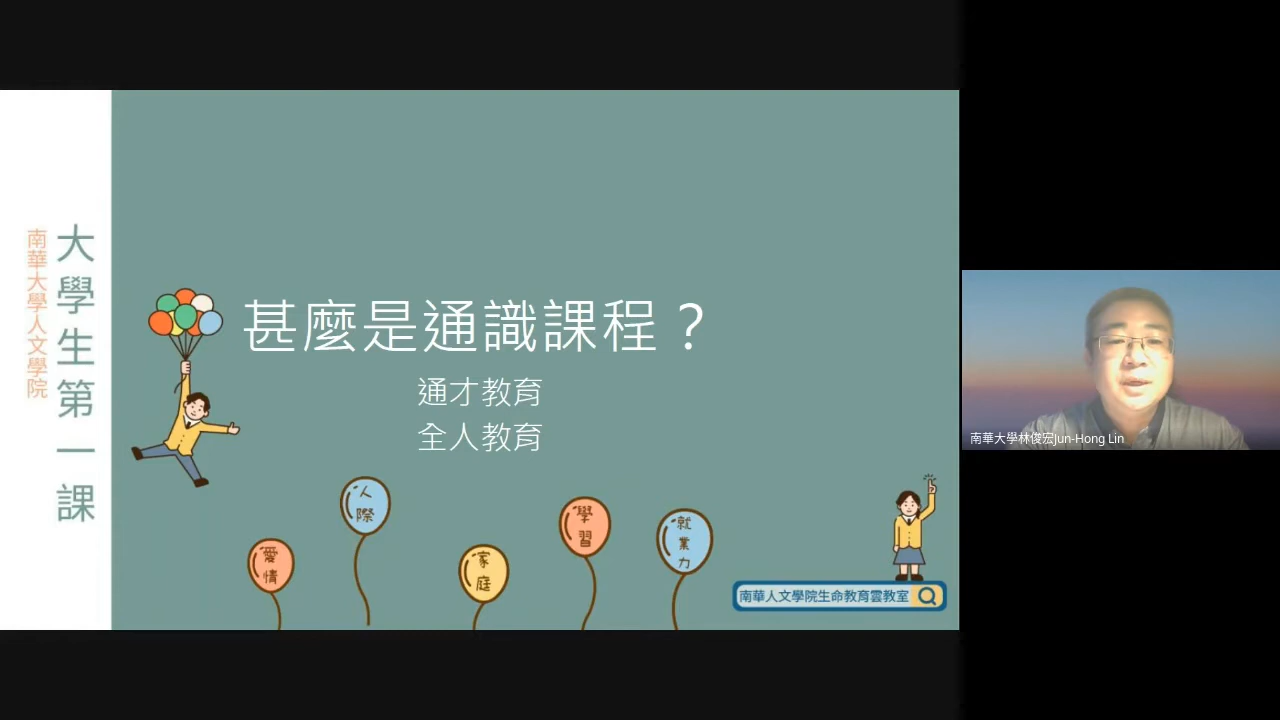 大學生第一課
南華大學人文學院
甚麼是通識課程？
通才教育
全人教育
愛情
人際
家庭
學習
就業力
南華人文學院生命教育雲教室
南華大學林俊宏Jun-Hong Lin